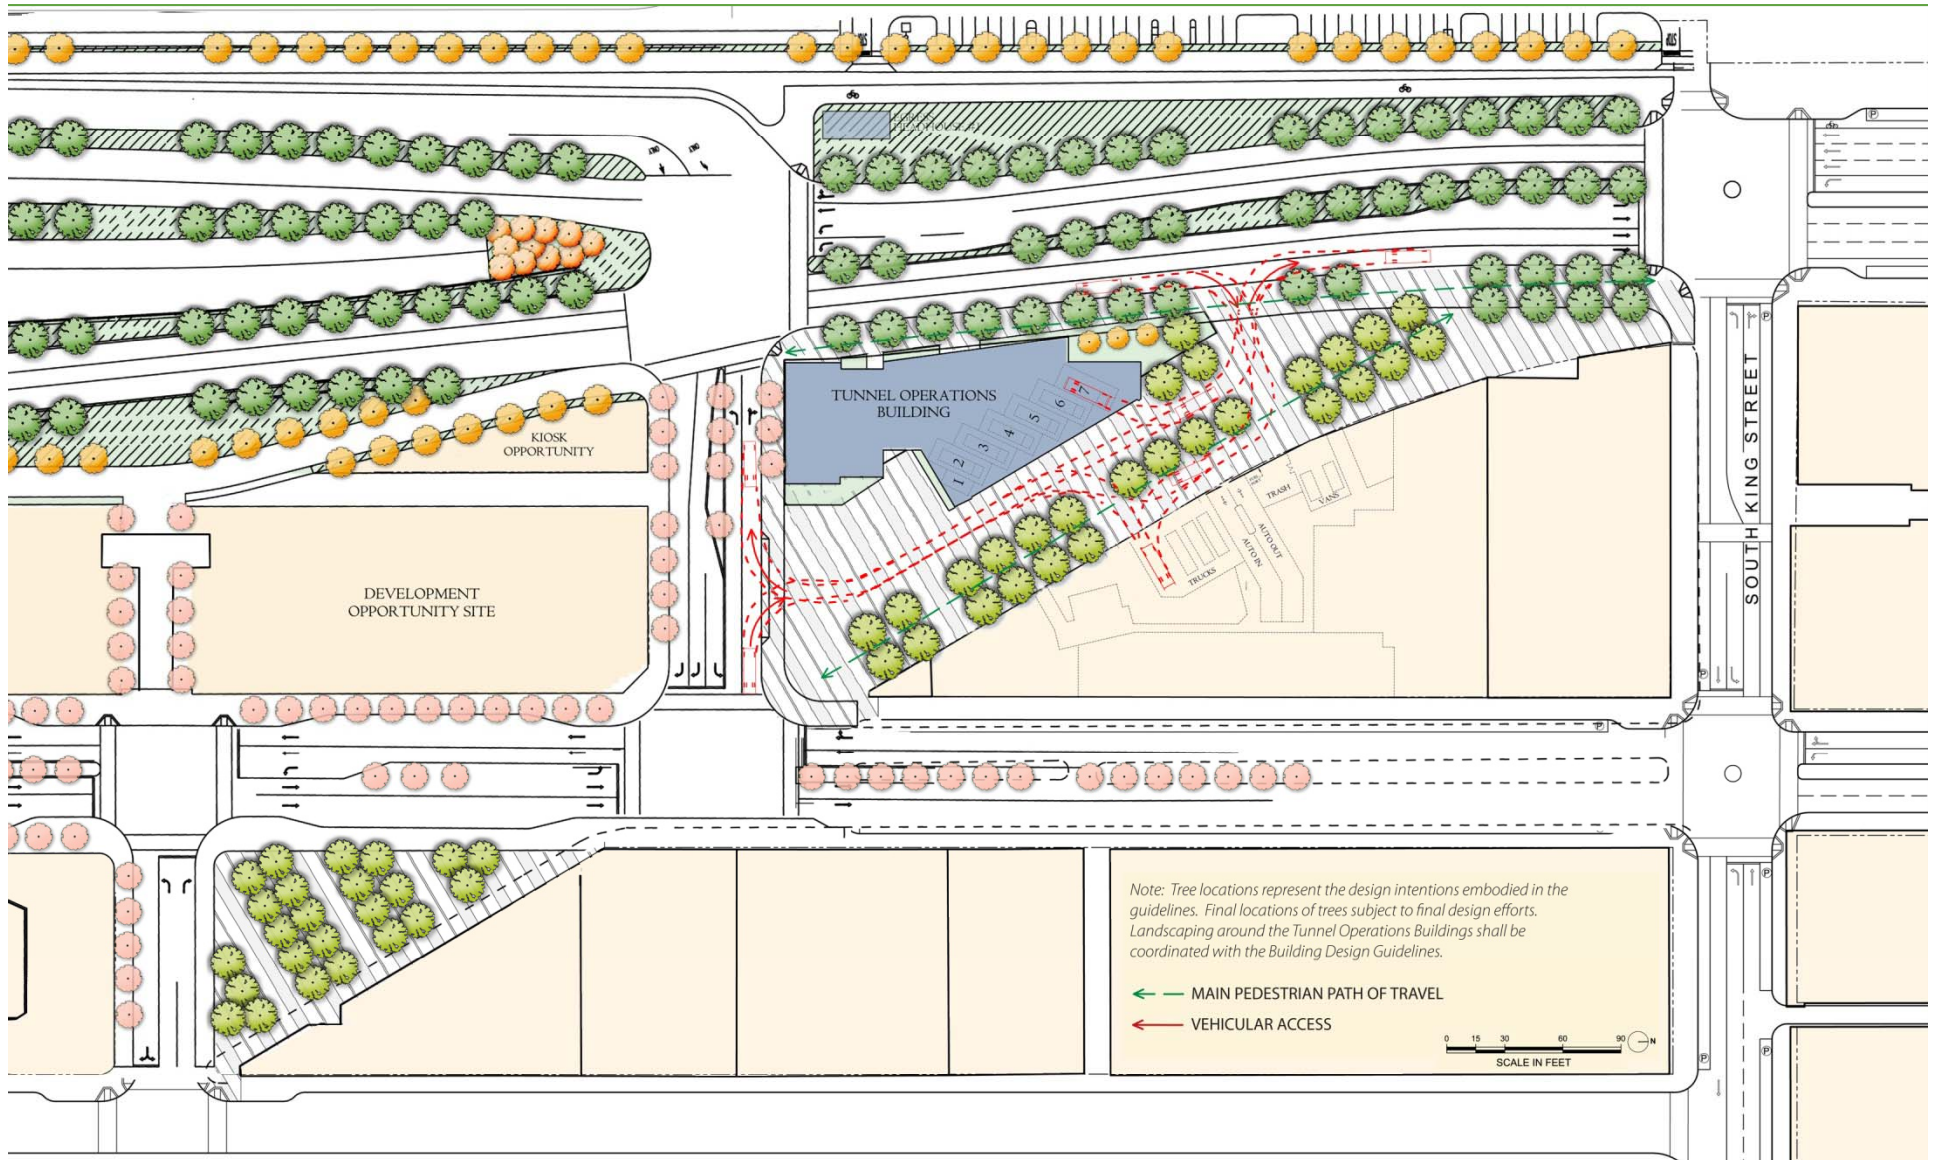 EGRESS
HEADHOUSE #1
TUNNEL OPERATIONS
BUILDING
1
2
3
4
5
6
7
KIOSK
OPPORTUNITY
DEVELOPMENT
OPPORTUNITY SITE
TRASH
VANS
TRUCKS
AUTO IN
AUTO OUT
SOUTH KING STREET
P
P
P
P
P
P
P
P
Note: Tree locations represent the design intentions embodied in the
guidelines. Final locations of trees subject to final design efforts.
Landscaping around the Tunnel Operations Buildings shall be
coordinated with the Building Design Guidelines.
MAIN PEDESTRIAN PATH OF TRAVEL
VEHICULAR ACCESS
0 15 30 60 90 N
SCALE IN FEET